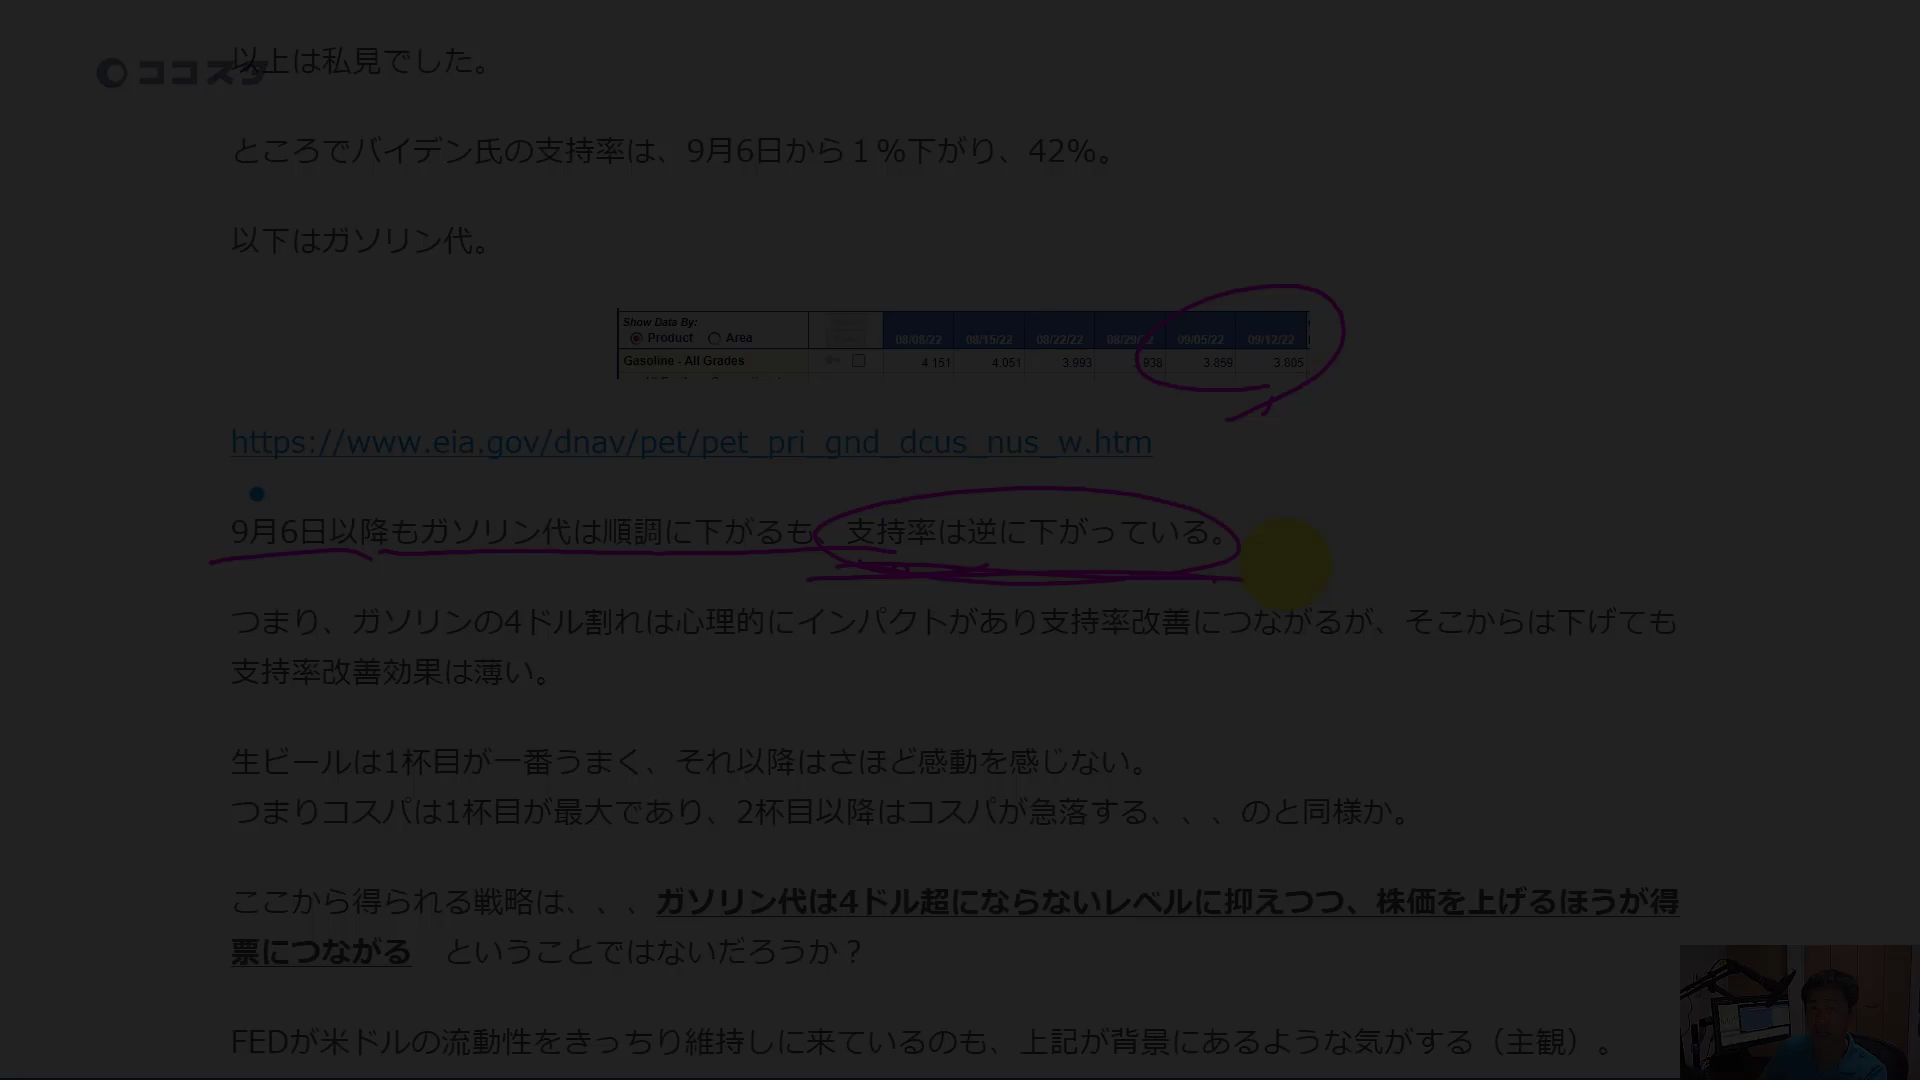 以上は私見でした。
ココスタ
ところでバイデン氏の支持率は、9月6日から１%下がり、42%。
以下はガソリン代。
Show Data By:
Product Area
08/08/22 08/15/22 08/22/22 08/29/22 09/05/22 09/12/22
Gasoline - All Grades 4.151 4.051 3.993 .938 3.859 3.805
https://www.eia.gov/dnav/pet/pet_pri_gnd_dcus_nus_w.htm
9月6日以降もガソリン代は順調に下がるも、支持率は逆に下がっている。
つまり、ガソリンの4ドル割れは心理的にインパクトがあり支持率改善につながるが、そこからは下げても
支持率改善効果は薄い。
生ビールは1杯目が一番うまく、それ以降はさほど感動を感じない。
つまりコスパは1杯目が最大であり、2杯目以降はコスパが急落する、、、のと同様か。
ここから得られる戦略は、、、ガソリン代は4ドル超にならないレベルに抑えつつ、株価を上げるほうが得
票につながる　ということではないだろうか？
FEDが米ドルの流動性をきっちり維持しに来ているのも、上記が背景にあるような気がする（主観）。